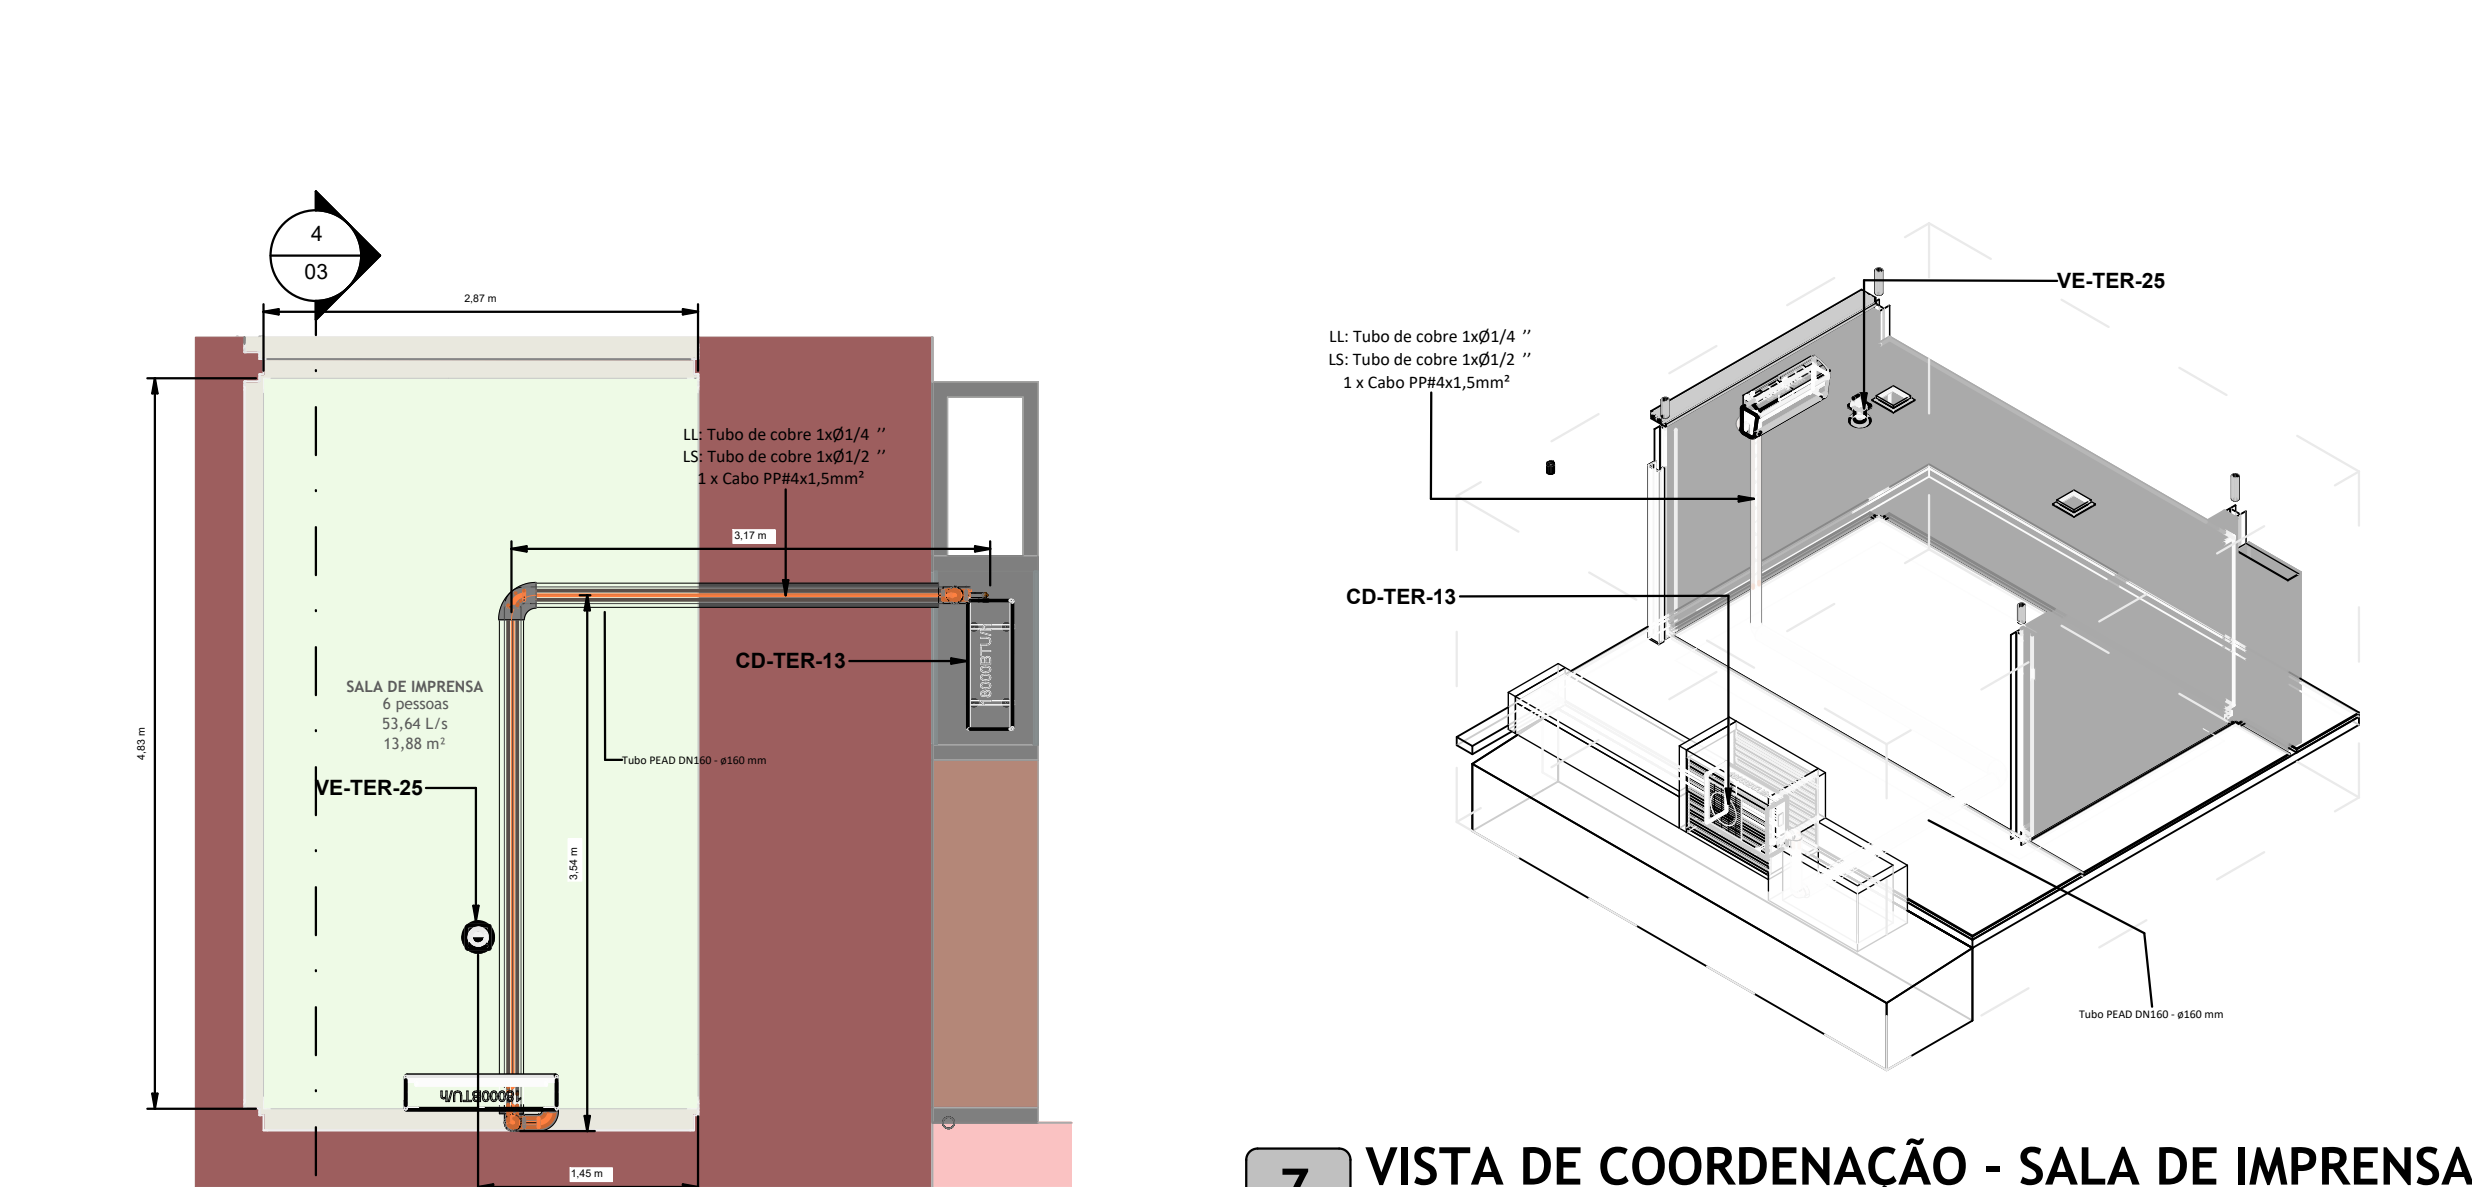 4
03
2,87 m
LL: Tubo de cobre 1xØ1/4 ’’
LS: Tubo de cobre 1xØ1/2 ’’
1 x Cabo PP#4x1,5mm²
3,17 m
CD-TER-13
18000BTU/h
SALA DE IMPRENSA
6 pessoas
53,64 L/s
13,88 m²
4,83 m
Tubo PEAD DN160 - ø160 mm
VE-TER-25
3,54 m
18000BTU/h
1,45 m
VE-TER-25
LL: Tubo de cobre 1xØ1/4 ’’
LS: Tubo de cobre 1xØ1/2 ’’
1 x Cabo PP#4x1,5mm²
CD-TER-13
Tubo PEAD DN160 - ø160 mm
7 VISTA DE COORDENAÇÃO - SALA DE IMPRENSA